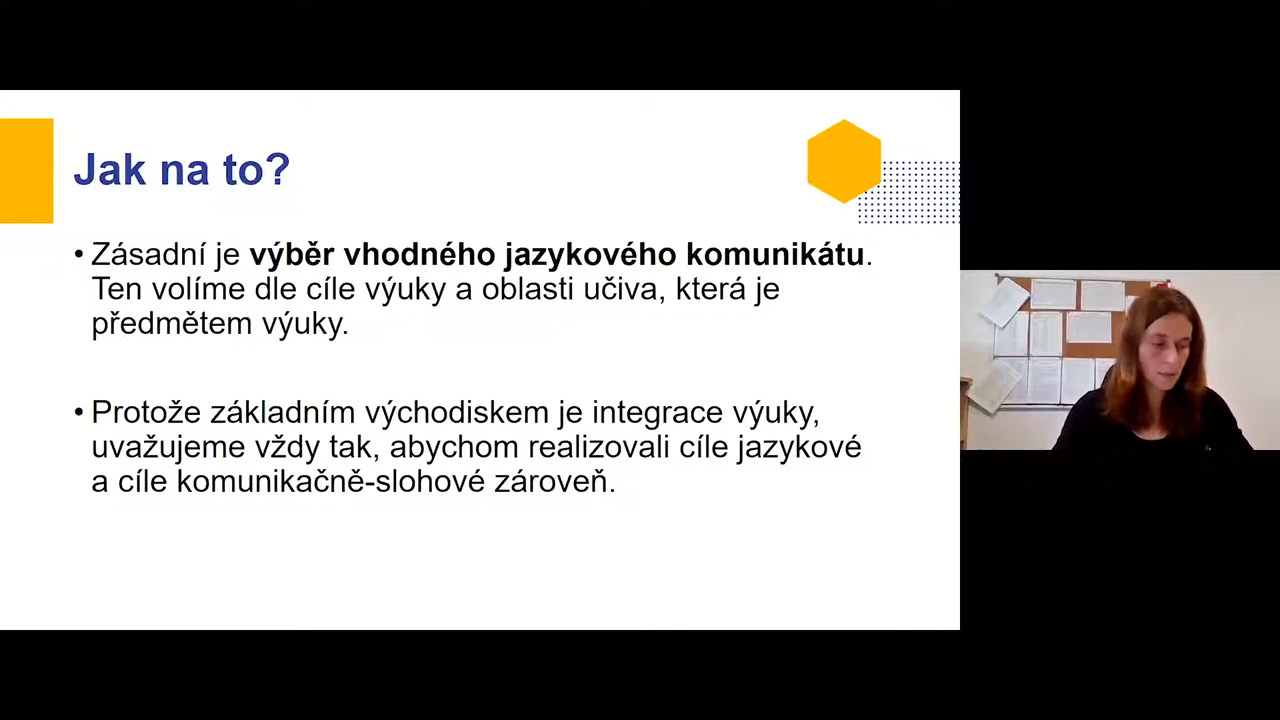 Jak na to?
• Zásadní je výběr vhodného jazykového komunikátu.
Ten volíme dle cíle výuky a oblasti učiva, která je
předmětem výuky.
• Protože základním východiskem je integrace výuky,
uvažujeme vždy tak, abychom realizovali cíle jazykové
a cíle komunikačně-slohové zároveň.